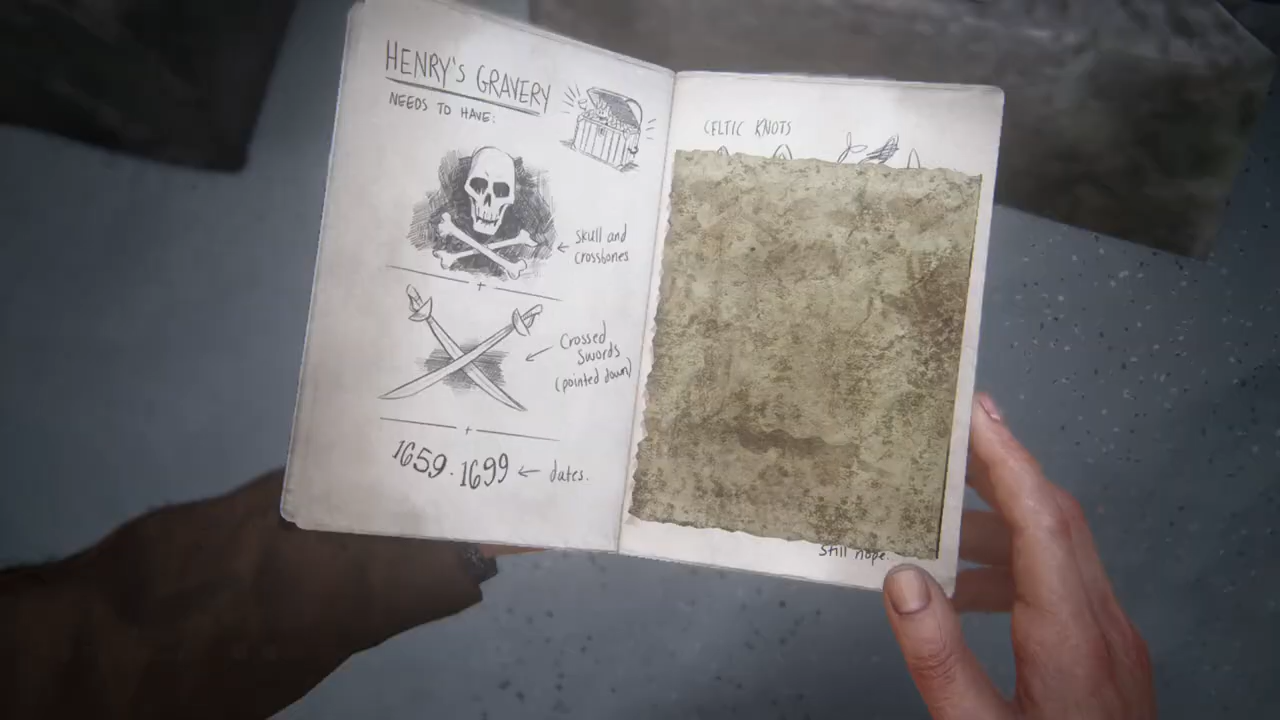 HENRY'S GRAVERY
NEEDS TO HAVE:
skull and
crossbones
+
Crossed
Swords
(pointed down)
+
1659.1699 ← dates.
CELTIC KNOTS
Still nope.